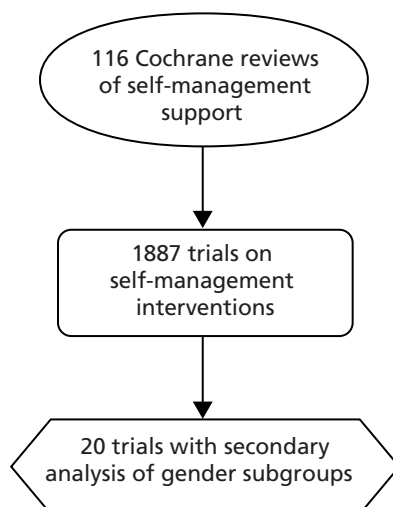 116 Cochrane reviews
of self-management
support
1887 trials on
self-management
interventions
20 trials with secondary
analysis of gender subgroups